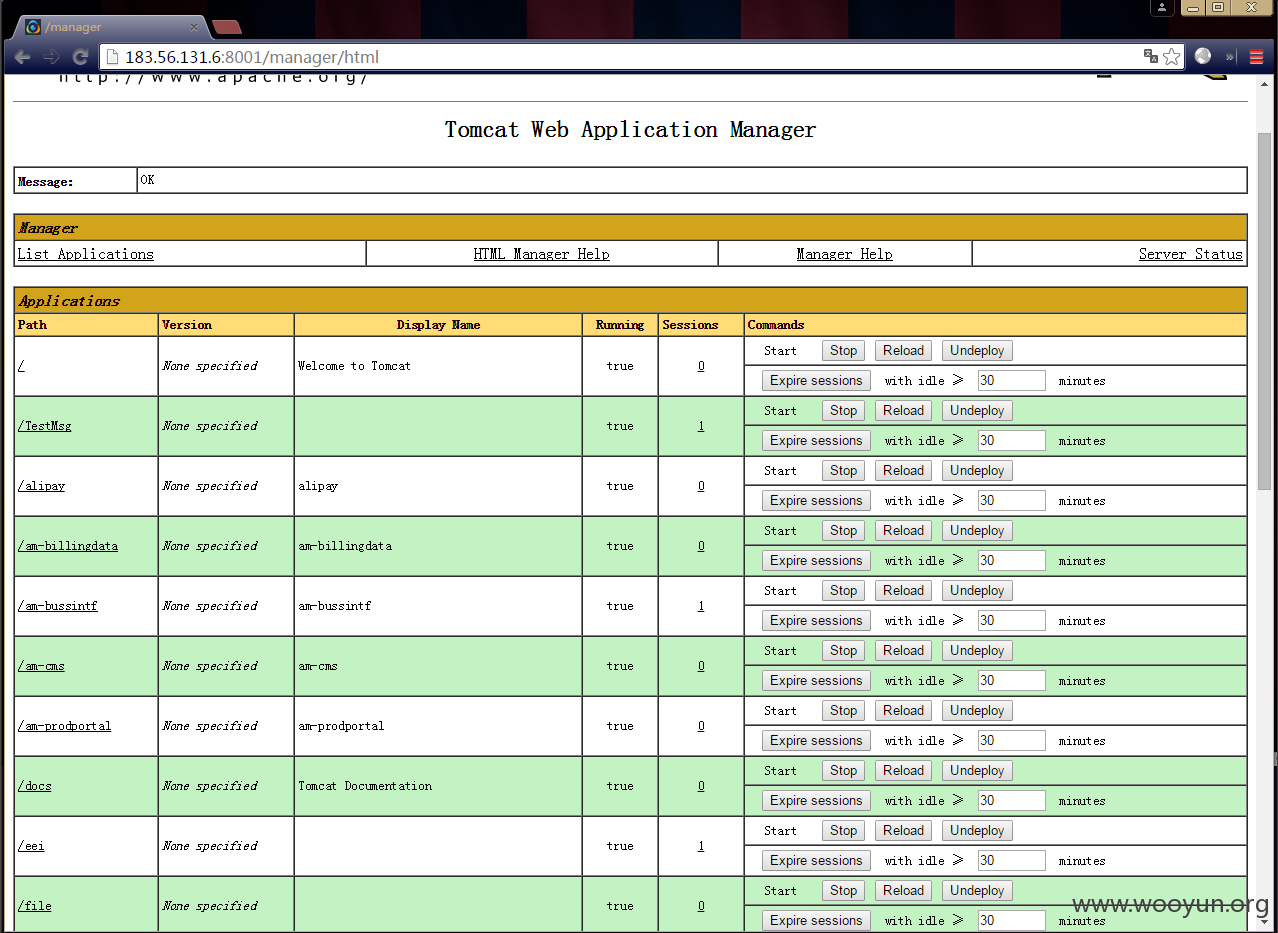 /manager
183.56.131.6:8001/manager/html
http://www.apache.org/
Tomcat Web Application Manager
Message: OK
Manager
List Applications HTML Manager Help Manager Help Server Status
Applications
Path Version Display Name Running Sessions Commands
/ None specified Welcome to Tomcat true 0 Start Stop Reload Undeploy
Expire sessions with idle ≥ 30 minutes
/TestMsg None specified true 1 Start Stop Reload Undeploy
Expire sessions with idle ≥ 30 minutes
/alipay None specified alipay true 0 Start Stop Reload Undeploy
Expire sessions with idle ≥ 30 minutes
/am-billingdata None specified am-billingdata true 0 Start Stop Reload Undeploy
Expire sessions with idle ≥ 30 minutes
/am-bussintf None specified am-bussintf true 1 Start Stop Reload Undeploy
Expire sessions with idle ≥ 30 minutes
/am-cms None specified am-cms true 0 Start Stop Reload Undeploy
Expire sessions with idle ≥ 30 minutes
/am-prodportal None specified am-prodportal true 0 Start Stop Reload Undeploy
Expire sessions with idle ≥ 30 minutes
/docs None specified Tomcat Documentation true 0 Start Stop Reload Undeploy
Expire sessions with idle ≥ 30 minutes
/eei None specified true 1 Start Stop Reload Undeploy
Expire sessions with idle ≥ 30 minutes
/file None specified true 0 Start Stop Reload Undeploy
Expire sessions with idle ≥ 30 minutes
www.wooyun.org